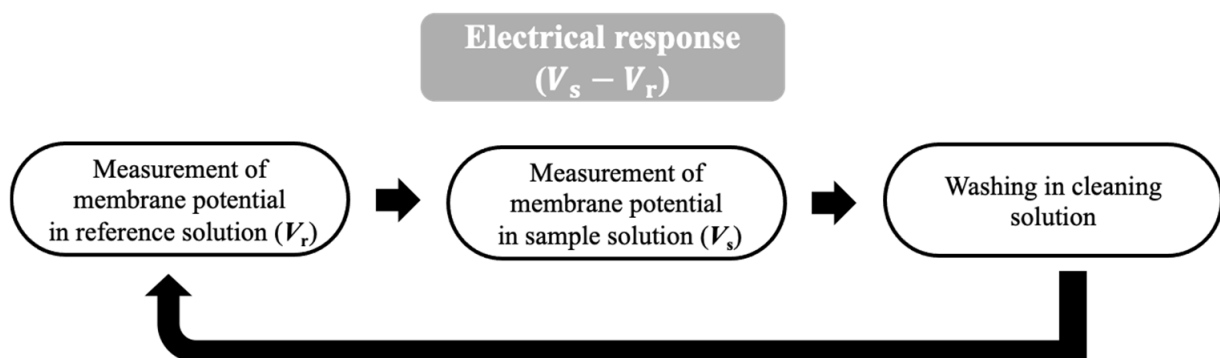 Electrical response
(Vs − Vr)
Measurement of
membrane potential
in reference solution (Vr)
Measurement of
membrane potential
in sample solution (Vs)
Washing in cleaning
solution